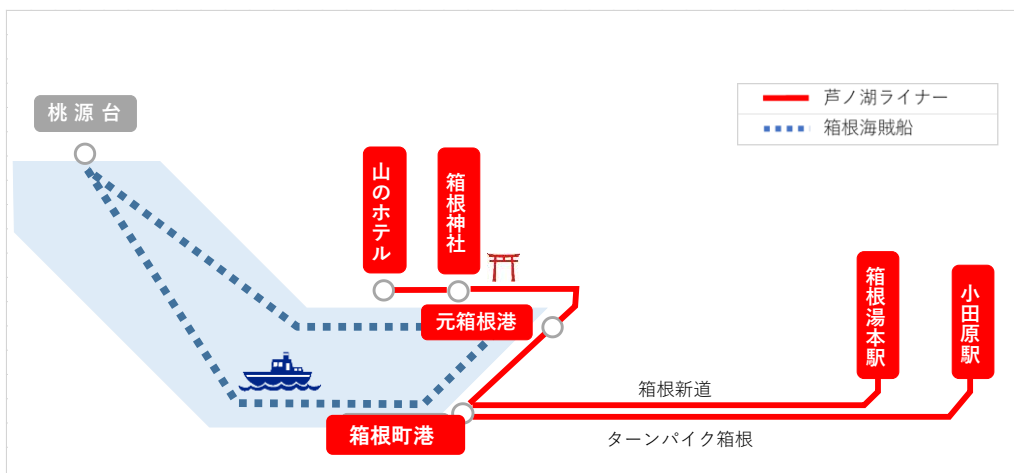 芦ノ湖ライナー
箱根海賊船
桃源台
山のホテル
箱根神社
元箱根港
箱根湯本駅
小田原駅
箱根新道
箱根町港
ターンパイク箱根